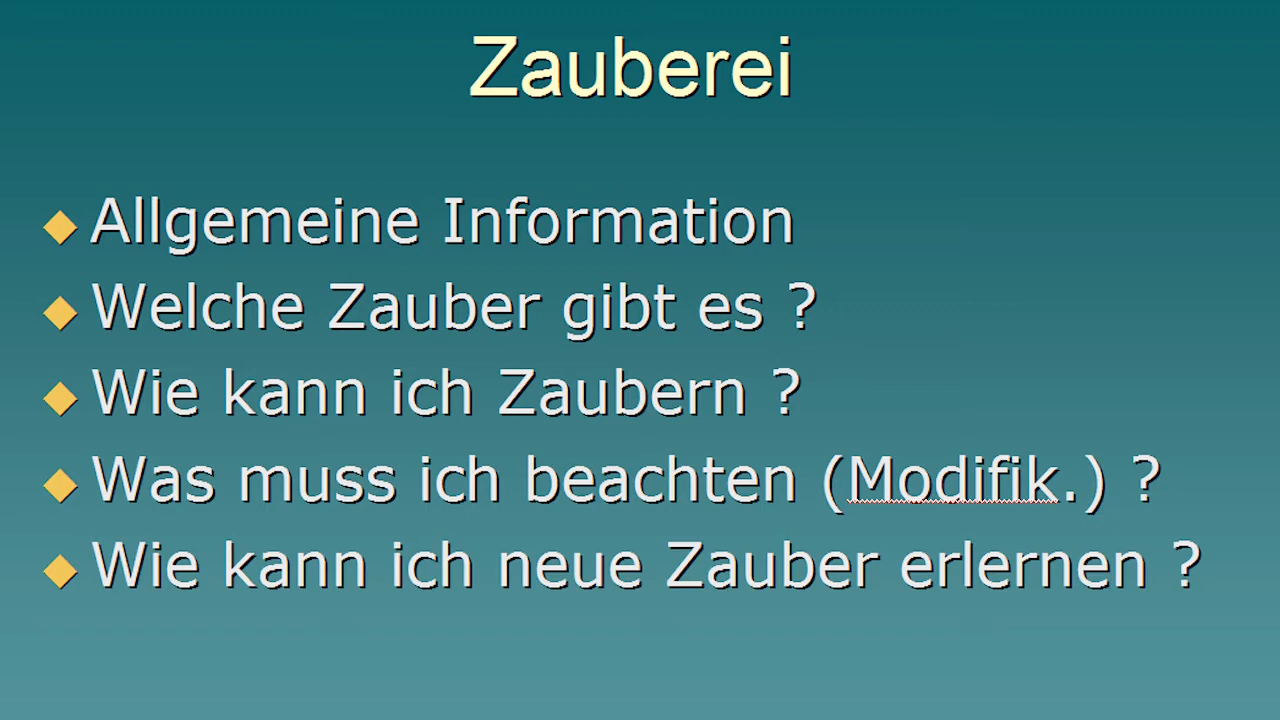 Zauberei
Allgemeine Information
Welche Zauber gibt es ?
Wie kann ich Zaubern ?
Was muss ich beachten (Modifik.) ?
Wie kann ich neue Zauber erlernen ?